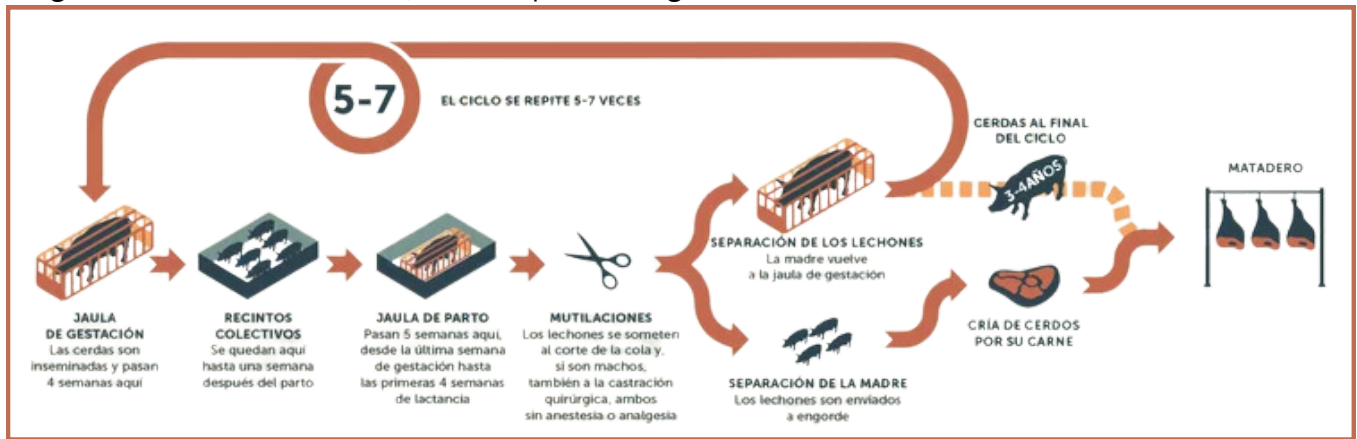 5-7
EL CICLO SE REPITE 5-7 VECES
JAULA
DE GESTACIÓN
Las cerdas son
inseminadas y pasan
4 semanas aquí
RECINTOS
COLECTIVOS
Se quedan aquí
hasta una semana
después del parto
JAULA DE PARTO
Pasan 5 semanas aquí,
desde la última semana
de gestación hasta
las primeras 4 semanas
de lactancia
MUTILACIONES
Los lechones se someten
al corte de la cola y,
si son machos,
también a la castración
quirúrgica, ambos
sin anestesia o analgesia
SEPARACIÓN DE LOS LECHONES
La madre vuelve
a la jaula de gestación
SEPARACIÓN DE LA MADRE
Los lechones son enviados
a engorde
CERDAS AL FINAL
DEL CICLO
3-4 AÑOS
CRÍA DE CERDOS
POR SU CARNE
MATADERO